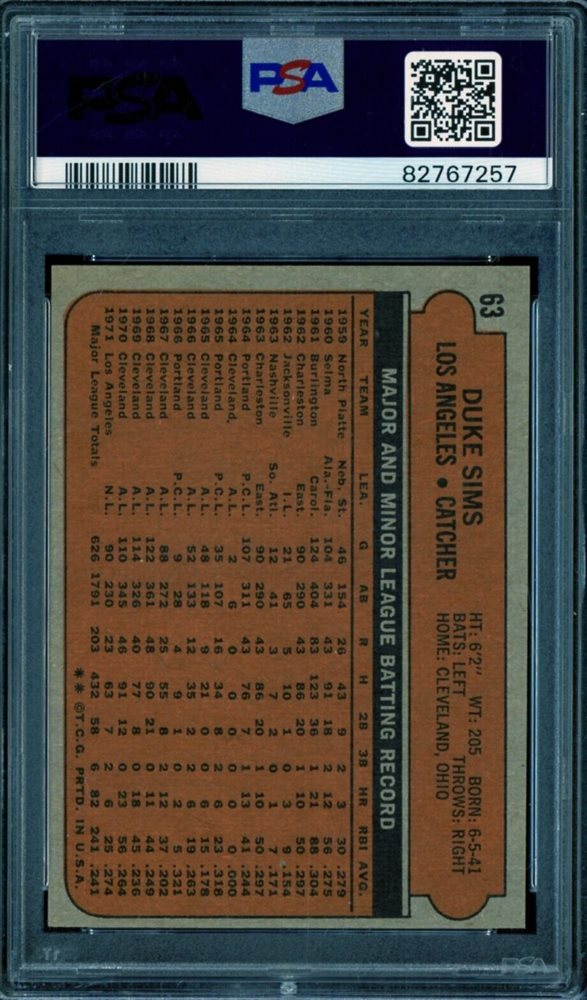 PSA
PSA
82767257
63
DUKE SIMS
LOS ANGELES • CATCHER
HT: 6'2" WT: 205 BORN: 6-5-41
BATS: LEFT THROWS: RIGHT
HOME: CLEVELAND, OHIO
MAJOR AND MINOR LEAGUE BATTING RECORD
YEAR TEAM LEA. G AB R H 2B 3B HR RBI AVG.
1959 North Platte Neb. St. 46 154 26 43 9 2 3 30 .279
1960 Selma Ala.-Fla. 104 331 43 91 18 2 12 56 .275
1961 Burlington Carol. 124 404 83 123 36 1 21 88 .304
1962 Charleston East. 90 290 43 86 20 1 10 50 .297
1962 Jacksonville I.L. 21 65 5 10 1 0 3 9 .154
1963 Nashville So. Atl. 12 41 3 7 2 0 1 7 .171
1963 Charleston East. 90 290 43 86 20 1 10 50 .297
1964 Portland P.C.L. 107 311 43 76 7 1 13 41 .244
1964 Cleveland, A.L. 2 6 0 0 0 0 0 0 .000
1965 Portland P.C.L. 35 107 16 34 8 2 6 23 .318
1965 Cleveland A.L. 48 118 9 21 0 0 6 15 .178
1966 Cleveland A.L. 52 133 12 35 2 2 6 19 .263
1966 Portland P.C.L. 9 28 4 9 1 0 2 5 .321
1967 Cleveland A.L. 88 272 25 55 8 2 12 37 .202
1968 Cleveland A.L. 122 361 48 90 21 0 11 44 .249
1969 Cleveland A.L. 114 326 40 77 8 0 18 45 .236
1970 Cleveland A.L. 110 345 46 91 12 0 23 56 .264
1971 Los Angeles N.L. 90 230 23 63 7 2 6 25 .274
Major League Totals 626 1791 203 432 58 6 82 241 .241
** ©T.C.G. PRTD. IN U.S.A.